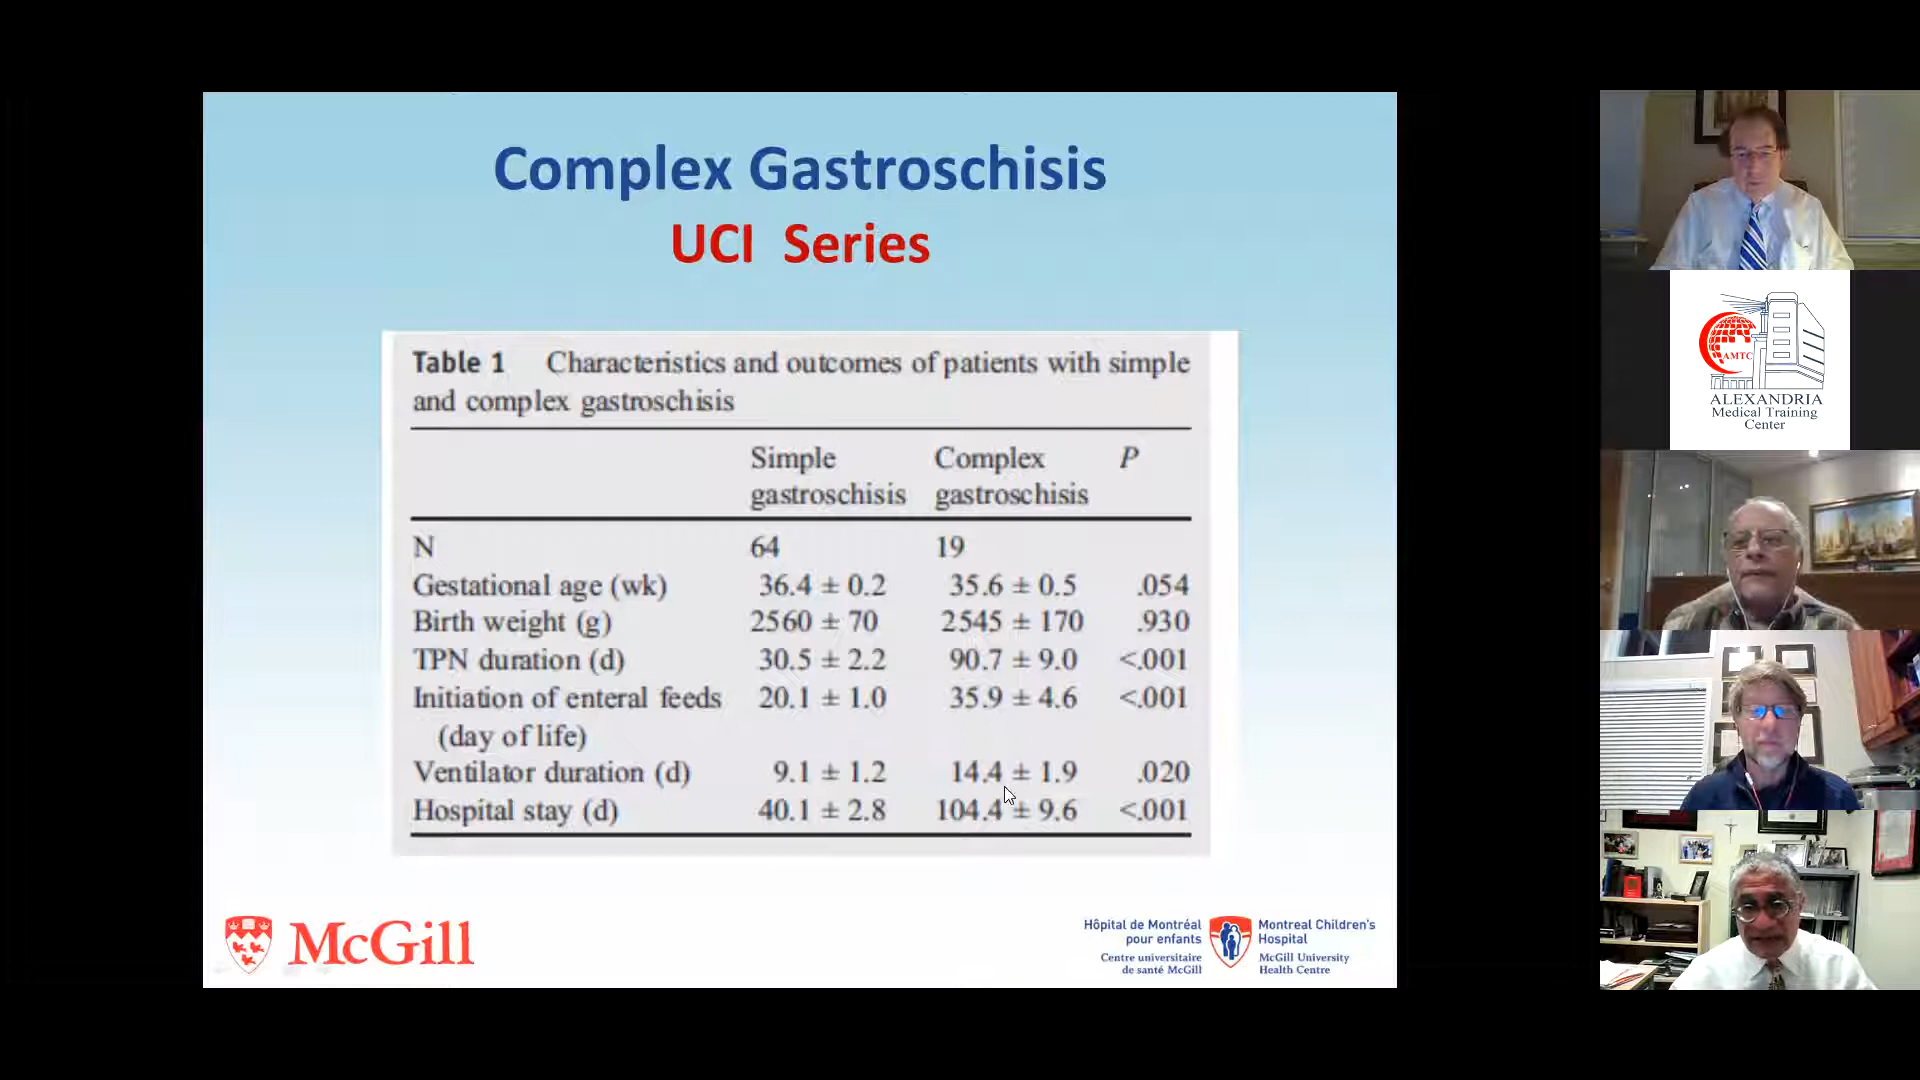 Complex Gastroschisis
UCI Series
Table 1 Characteristics and outcomes of patients with simple
and complex gastroschisis
Simple gastroschisis Complex gastroschisis P
N 64 19
Gestational age (wk) 36.4 ± 0.2 35.6 ± 0.5 .054
Birth weight (g) 2560 ± 70 2545 ± 170 .930
TPN duration (d) 30.5 ± 2.2 90.7 ± 9.0 <.001
Initiation of enteral feeds 20.1 ± 1.0 35.9 ± 4.6 <.001
(day of life)
Ventilator duration (d) 9.1 ± 1.2 14.4 ± 1.9 .020
Hospital stay (d) 40.1 ± 2.8 104.4 ± 9.6 <.001
McGill
Hôpital de Montréal
pour enfants
Centre universitaire
de santé McGill
Montreal Children's
Hospital
McGill University
Health Centre
AMTC
ALEXANDRIA
Medical Training
Center